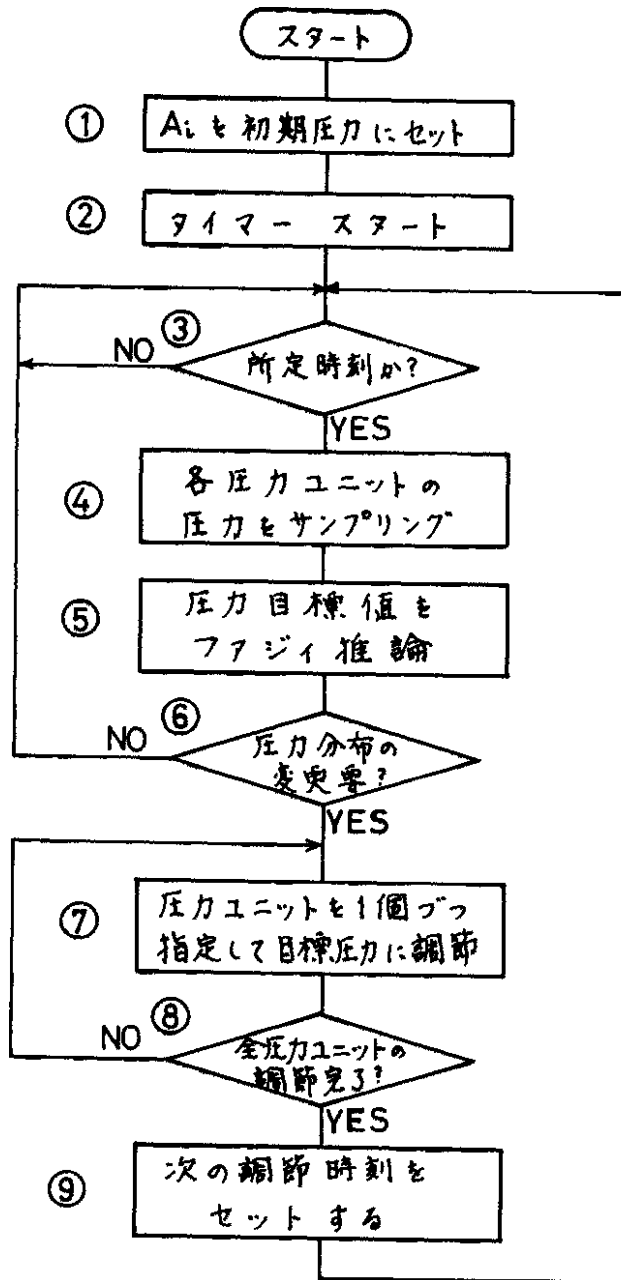 スタート
① Aiを初期圧力にセット
② タイマー スタート
③
NO
所定時刻か?
YES
④
各圧力ユニットの
圧力をサンプリング
⑤
圧力目標値を
ファジィ推論
⑥
NO
圧力分布の
変更要?
YES
⑦
圧力ユニットを1個づつ
指定して目標圧力に調節
⑧
NO
全圧力ユニットの
調節完了?
YES
⑨
次の調節時刻を
セットする